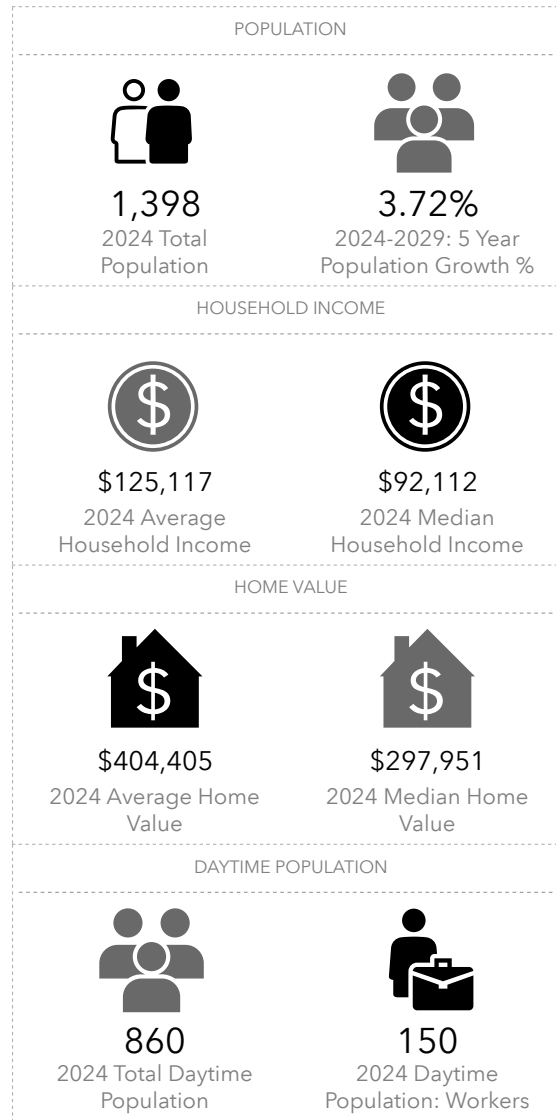 POPULATION
1,398
2024 Total
Population
3.72%
2024-2029: 5 Year
Population Growth %
HOUSEHOLD INCOME
$
$125,117
2024 Average
Household Income
$
$92,112
2024 Median
Household Income
HOME VALUE
$
$404,405
2024 Average Home
Value
$
$297,951
2024 Median Home
Value
DAYTIME POPULATION
860
2024 Total Daytime
Population
150
2024 Daytime
Population: Workers